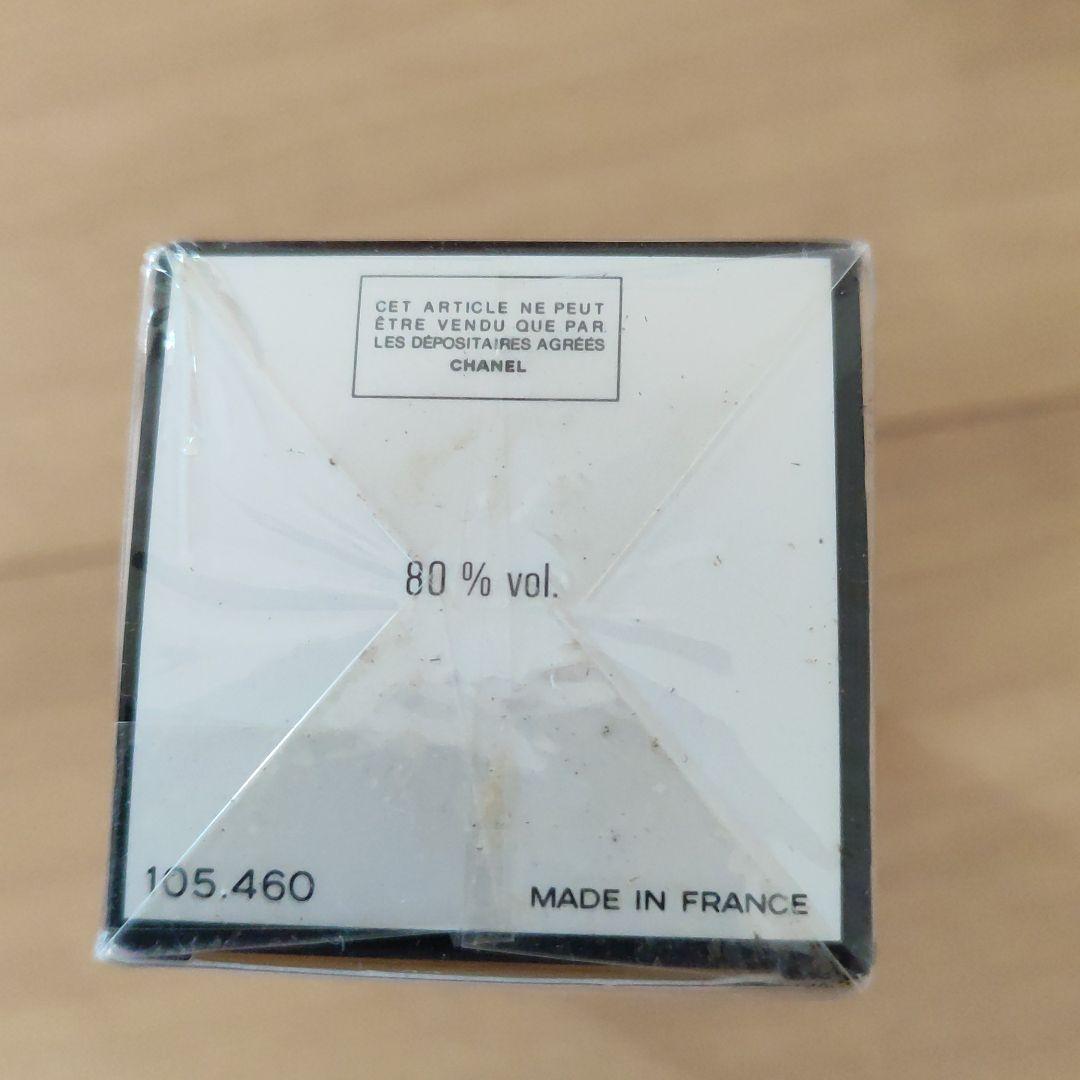 CET ARTICLE NE PEUT
ÊTRE VENDU QUE PAR
LES DÉPOSITAIRES AGRÉÉS
CHANEL
80 % vol.
105.460
MADE IN FRANCE